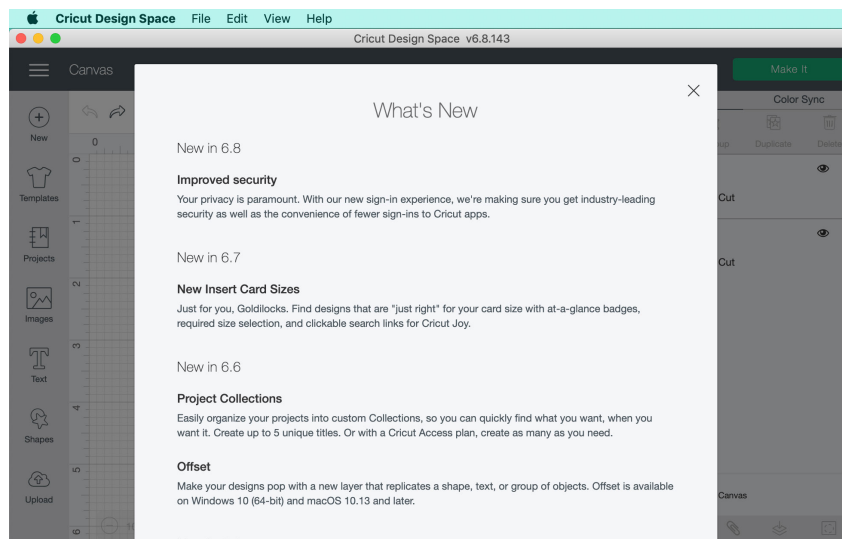 Cricut Design Space File Edit View Help
Cricut Design Space v6.8.143
Canvas
Make It
Color Sync
New
Templates
Projects
Images
Text
Shapes
Upload
0
0
1
2
3
4
5
6
Duplicate
Delete
Cut
Cut
Canvas
What's New
New in 6.8
Improved security
Your privacy is paramount. With our new sign-in experience, we're making sure you get industry-leading
security as well as the convenience of fewer sign-ins to Cricut apps.
New in 6.7
New Insert Card Sizes
Just for you, Goldilocks. Find designs that are "just right" for your card size with at-a-glance badges,
required size selection, and clickable search links for Cricut Joy.
New in 6.6
Project Collections
Easily organize your projects into custom Collections, so you can quickly find what you want, when you
want it. Create up to 5 unique titles. Or with a Cricut Access plan, create as many as you need.
Offset
Make your designs pop with a new layer that replicates a shape, text, or group of objects. Offset is available
on Windows 10 (64-bit) and macOS 10.13 and later.